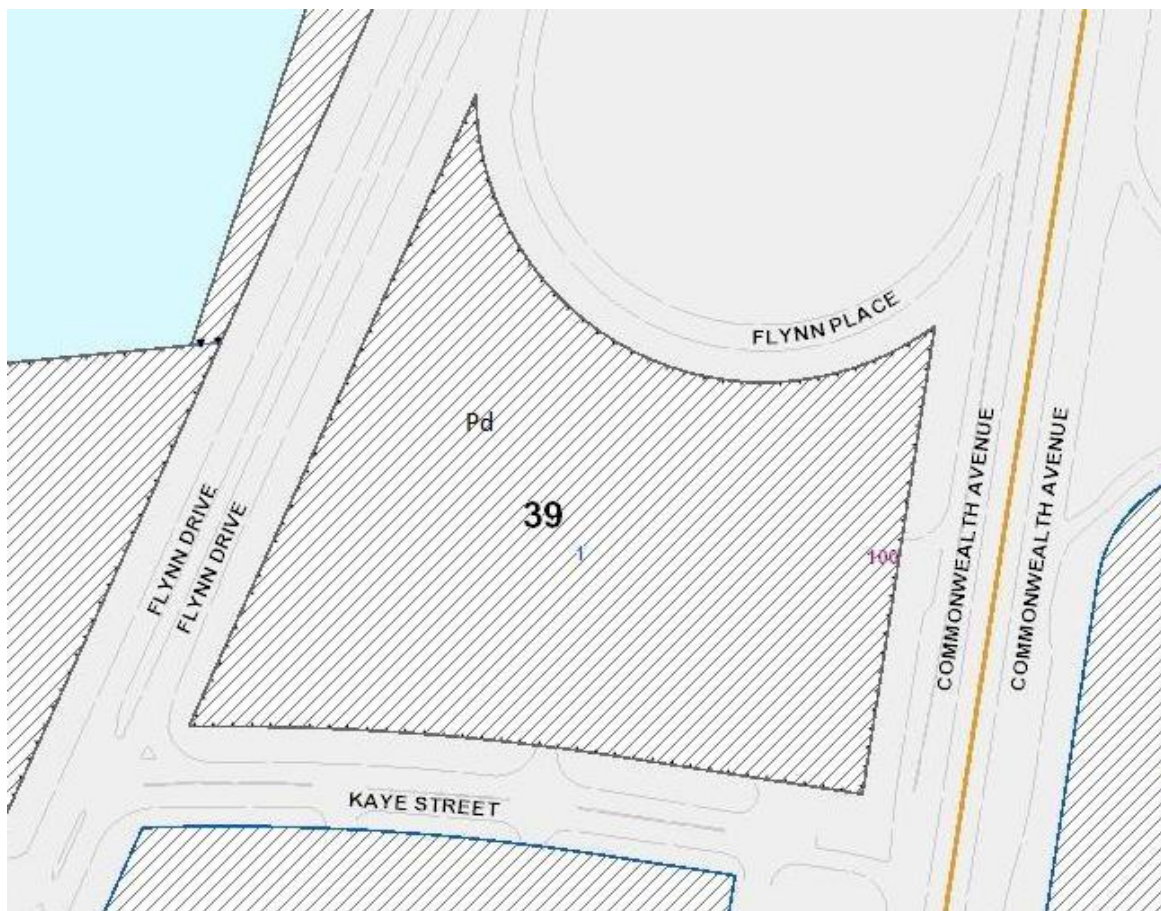 FLYNN PLACE
Pd
39
1
100
FLYNN DRIVE
FLYNN DRIVE
COMMONWEALTH AVENUE
COMMONWEALTH AVENUE
KAYE STREET